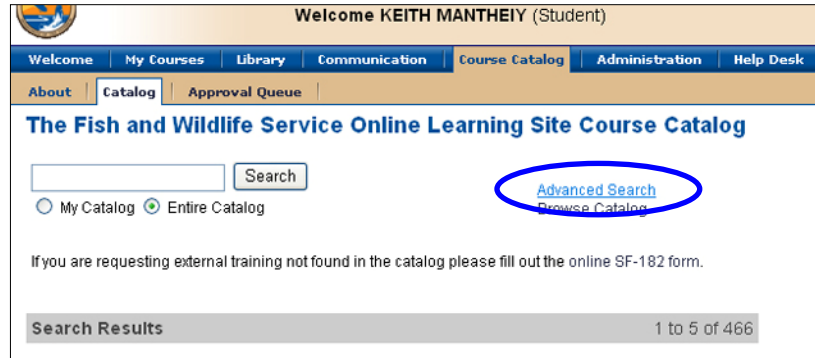 Welcome KEITH MANTHEIY (Student)
Welcome My Courses Library Communication Course Catalog Administration Help Desk
About Catalog Approval Queue
The Fish and Wildlife Service Online Learning Site Course Catalog
Search
Advanced Search
My Catalog Entire Catalog
Browse Catalog
If you are requesting external training not found in the catalog please fill out the online SF-182 form.
Search Results 1 to 5 of 466